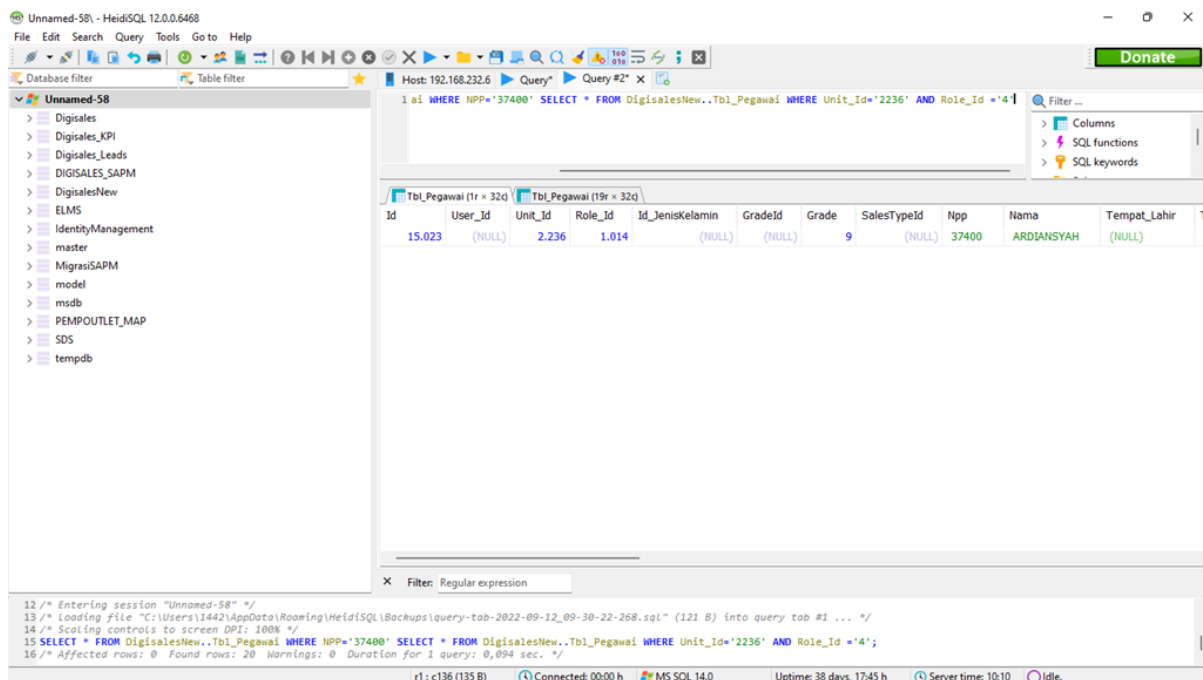 Unnamed-58\ - HeidiSQL 12.0.0.6468
File Edit Search Query Tools Go to Help
Donate
Database filter
Table filter
Host: 192.168.232.6 Query* Query #2*
Unnamed-58
Digisales
Digisales_KPI
Digisales_Leads
DIGISALES_SAPM
DigisalesNew
ELMS
IdentityManagement
master
MigrasiSAPM
model
msdb
PEMPOUTLET_MAP
SDS
tempdb
1 ai WHERE NPP='37400' SELECT * FROM DigisalesNew..Tbl_Pegawai WHERE Unit_Id='2236' AND Role_Id ='4'
Filter ...
Columns
SQL functions
SQL keywords
Tbl_Pegawai (1r × 32c) Tbl_Pegawai (19r × 32c)
Id User_Id Unit_Id Role_Id Id_JenisKelamin GradeId Grade SalesTypeId Npp Nama Tempat_Lahir
15.023 (NULL) 2.236 1.014 (NULL) (NULL) 9 (NULL) 37400 ARDIANSYAH (NULL)
Filter: Regular expression
12 /* Entering session "Unnamed-58" */
13 /* Loading file "C:\Users\1442\AppData\Roaming\HeidiSQL\Backups\query-tab-2022-09-12_09-30-22-268.sql" (121 B) into query tab #1 ... */
14 /* Scaling controls to screen DPI: 100% */
15 SELECT * FROM DigisalesNew..Tbl_Pegawai WHERE NPP='37400' SELECT * FROM DigisalesNew..Tbl_Pegawai WHERE Unit_Id='2236' AND Role_Id ='4';
16 /* Affected rows: 0 Found rows: 20 Warnings: 0 Duration for 1 query: 0,094 sec. */
r1 : c136 (135 B) Connected: 00:00 h MS SQL 14.0 Uptime: 38 days, 17:45 h Server time: 10:10 Idle.